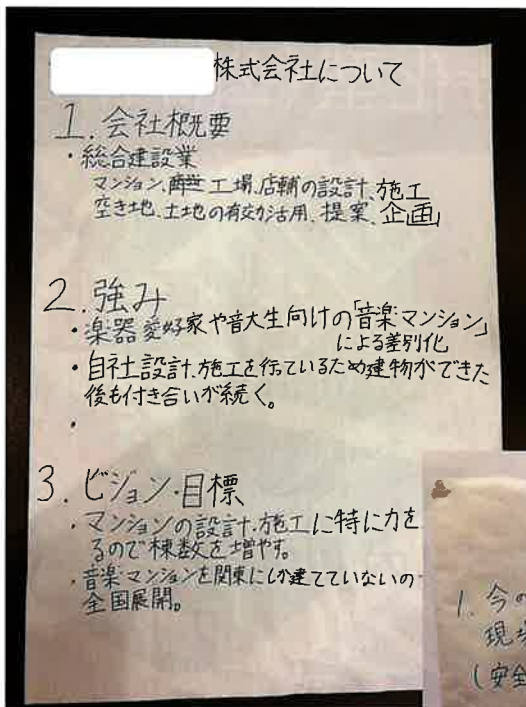 株式会社について
1. 会社概要
・総合建設業
マンション、工場、店舗の設計、施工
空き地、土地の有効活用、提案、企画
2. 強み
・楽器愛好家や音大生向けの「音楽マンション」
による差別化
・自社設計、施工を行っているため建物ができた
後も付き合いが続く。
・
3. ビジョン・目標
・マンションの設計・施工に特に力を
るので棟数を増やす。
・音楽マンションを関東にしか建てていないの
全国展開。
1. 今の
現場
(安全